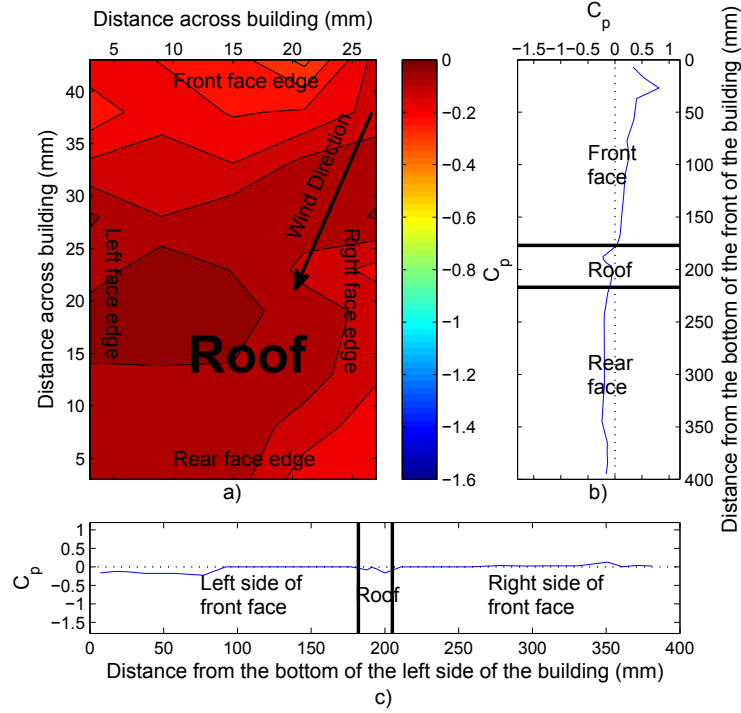 Distance across building (mm)
5 10 15 20 25
Distance across building (mm)
40
35
30
25
20
15
10
5
Front face edge
Wind Direction
Left face edge
Right face edge
Roof
Rear face edge
a)
0
−0.2
−0.4
−0.6
−0.8
−1
−1.2
−1.4
−1.6
Cp
Cp
−1.5 −1 −0.5 0 0.5 1
0
50
100
150
200
250
300
350
400
Distance from the bottom of the front of the building (mm)
Front
face
Roof
Rear
face
b)
Cp
1
0.5
0
−0.5
−1
−1.5
Left side of
front face
Roof
Right side of
front face
0 50 100 150 200 250 300 350 400
Distance from the bottom of the left side of the building (mm)
c)